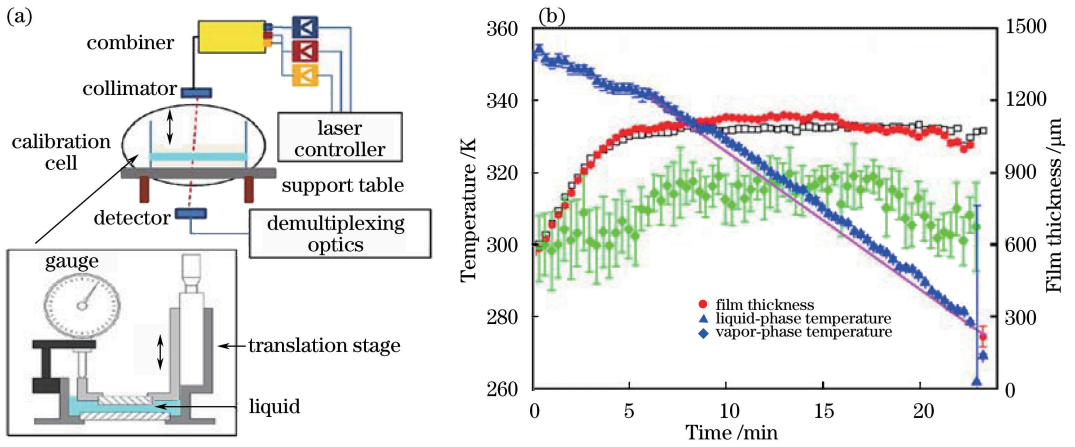 (a)
combiner
collimator
calibration
cell
laser
controller
support table
detector
demultiplexing
optics
gauge
translation stage
liquid
(b)
360
340
320
300
280
260
Temperature /K
1500
1200
900
600
300
0
Film thickness /μm
film thickness
liquid-phase temperature
vapor-phase temperature
0 5 10 15 20
Time /min